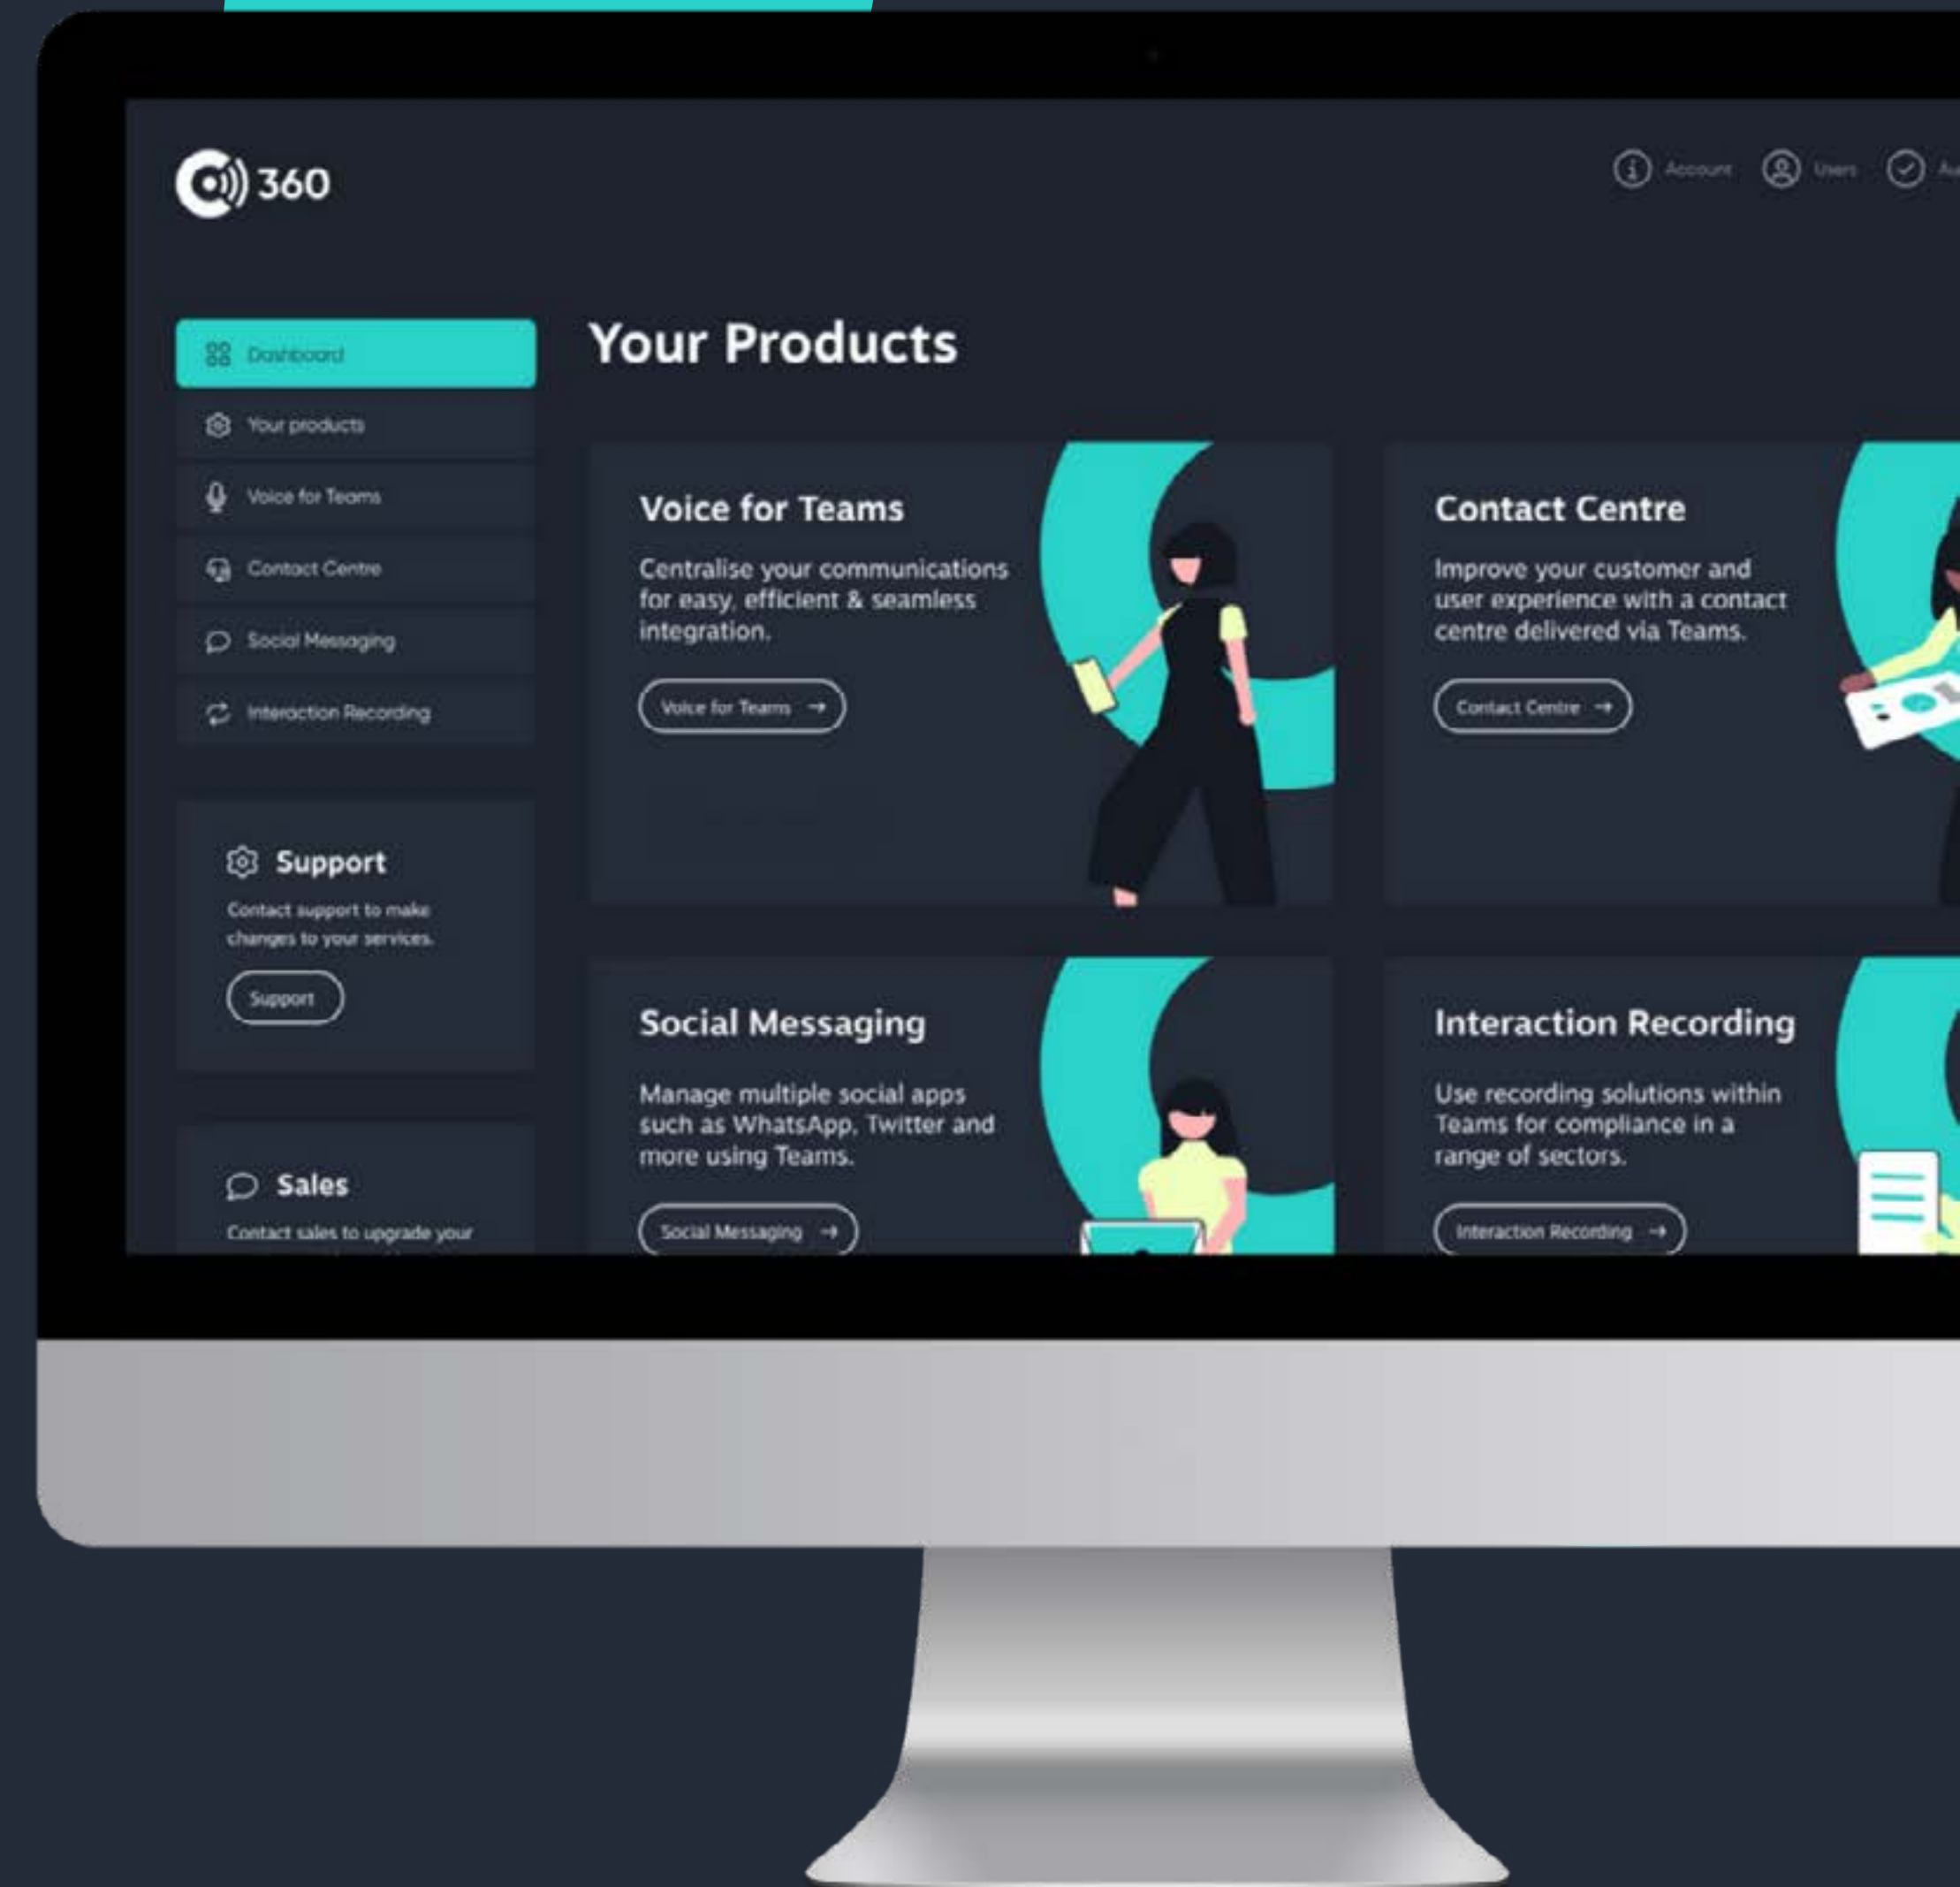 360
Account
Users
Dashboard
Your products
Voice for Teams
Contact Centre
Social Messaging
Interaction Recording
Support
Contact support to make
changes to your services.
Support
Sales
Contact sales to upgrade your
Your Products
Voice for Teams
Centralise your communications
for easy, efficient & seamless
integration.
Voice for Teams →
Contact Centre
Improve your customer and
user experience with a contact
centre delivered via Teams.
Contact Centre →
Social Messaging
Manage multiple social apps
such as WhatsApp, Twitter and
more using Teams.
Social Messaging →
Interaction Recording
Use recording solutions within
Teams for compliance in a
range of sectors.
Interaction Recording →